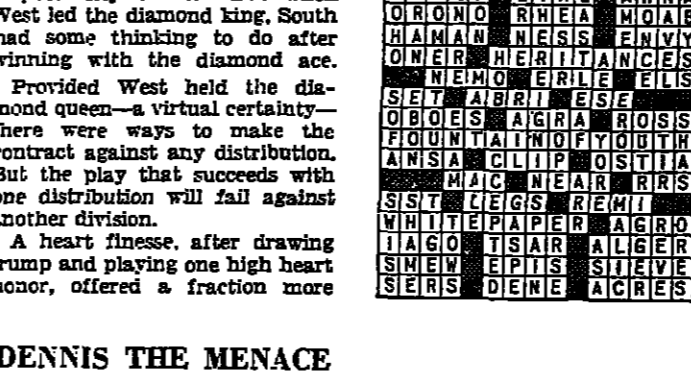 West led the diamond king. South
had some thinking to do after
winning with the diamond ace.
Provided West held the dia-
mond queen—a virtual certainty—
there were ways to make the
contract against any distribution.
But the play that succeeds with
one distribution will fail against
another division.
A heart finesse, after drawing
trump and playing one high heart
honor, offered a fraction more
DENNIS THE MENACE
ORONO RHEA MOAR
HAMAN NESS ENVY
ONER HERITANCES
NEMO ERLE ELS
SET ABRI ESE
OBOES AGRA ROSS
FOUNTAINOFYOUTH
ANSA CLIP OSTIA
MAC NEAR RRS
SST LEGS REMI
WHITEPAPER AGRO
IAGO TSAR ALGER
SMEW EPIS SIEVE
SERS DENE ACRES